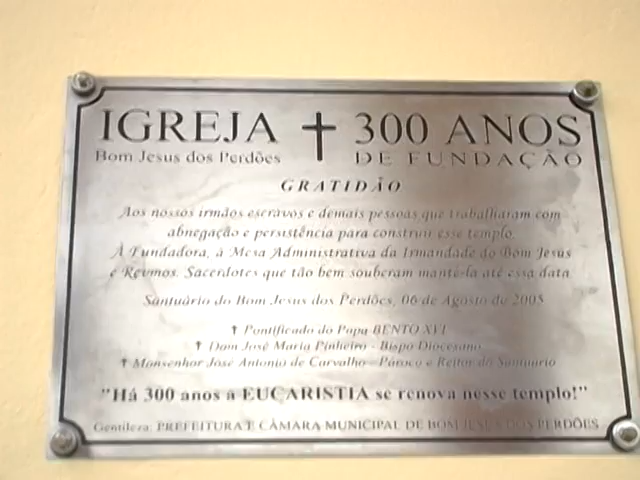 IGREJA ✝ 300 ANOS
Bom Jesus dos Perdões DE FUNDAÇÃO
GRATIDÃO
Aos nossos irmãos escravos e demais pessoas que trabalharam com
abnegação e persistência para construir esse templo.
À Fundadora, à Mesa Administrativa da Irmandade do Bom Jesus
e Revmos. Sacerdotes que tão bem souberam mantê-la até essa data
Santuário do Bom Jesus dos Perdões, 06 de Agosto de 2005
✝ Pontificado do Papa BENTO XVI
✝ Dom José Maria Pinheiro - Bispo Diocesano
✝ Monsenhor José Antonio de Carvalho - Pároco e Reitor do Santuário
"Há 300 anos a EUCARISTIA se renova nesse templo!"
Gentileza: PREFEITURA E CÂMARA MUNICIPAL DE BOM JESUS DOS PERDÕES